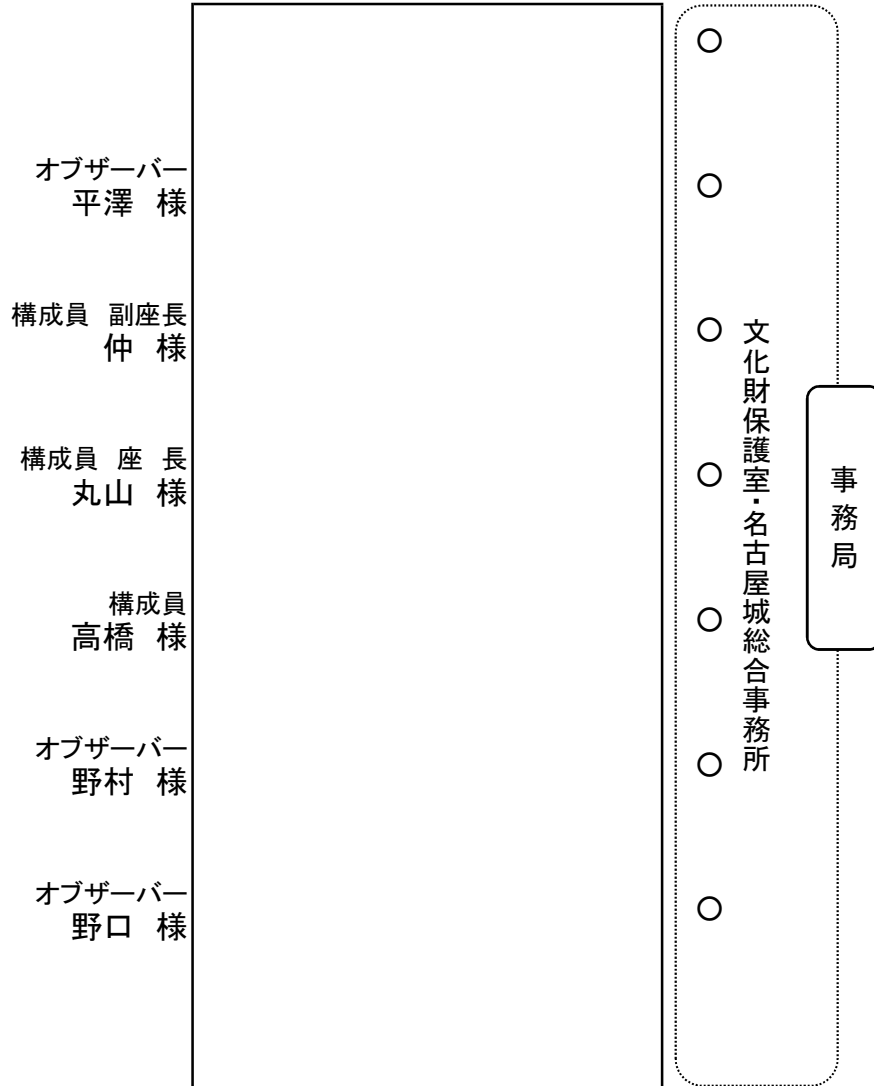 オブザーバー
平澤　様
構成員　副座長
仲　様
構成員　座　長
丸山　様
構成員
高橋　様
オブザーバー
野村　様
オブザーバー
野口　様
文化財保護室・名古屋城総合事務所
事務局